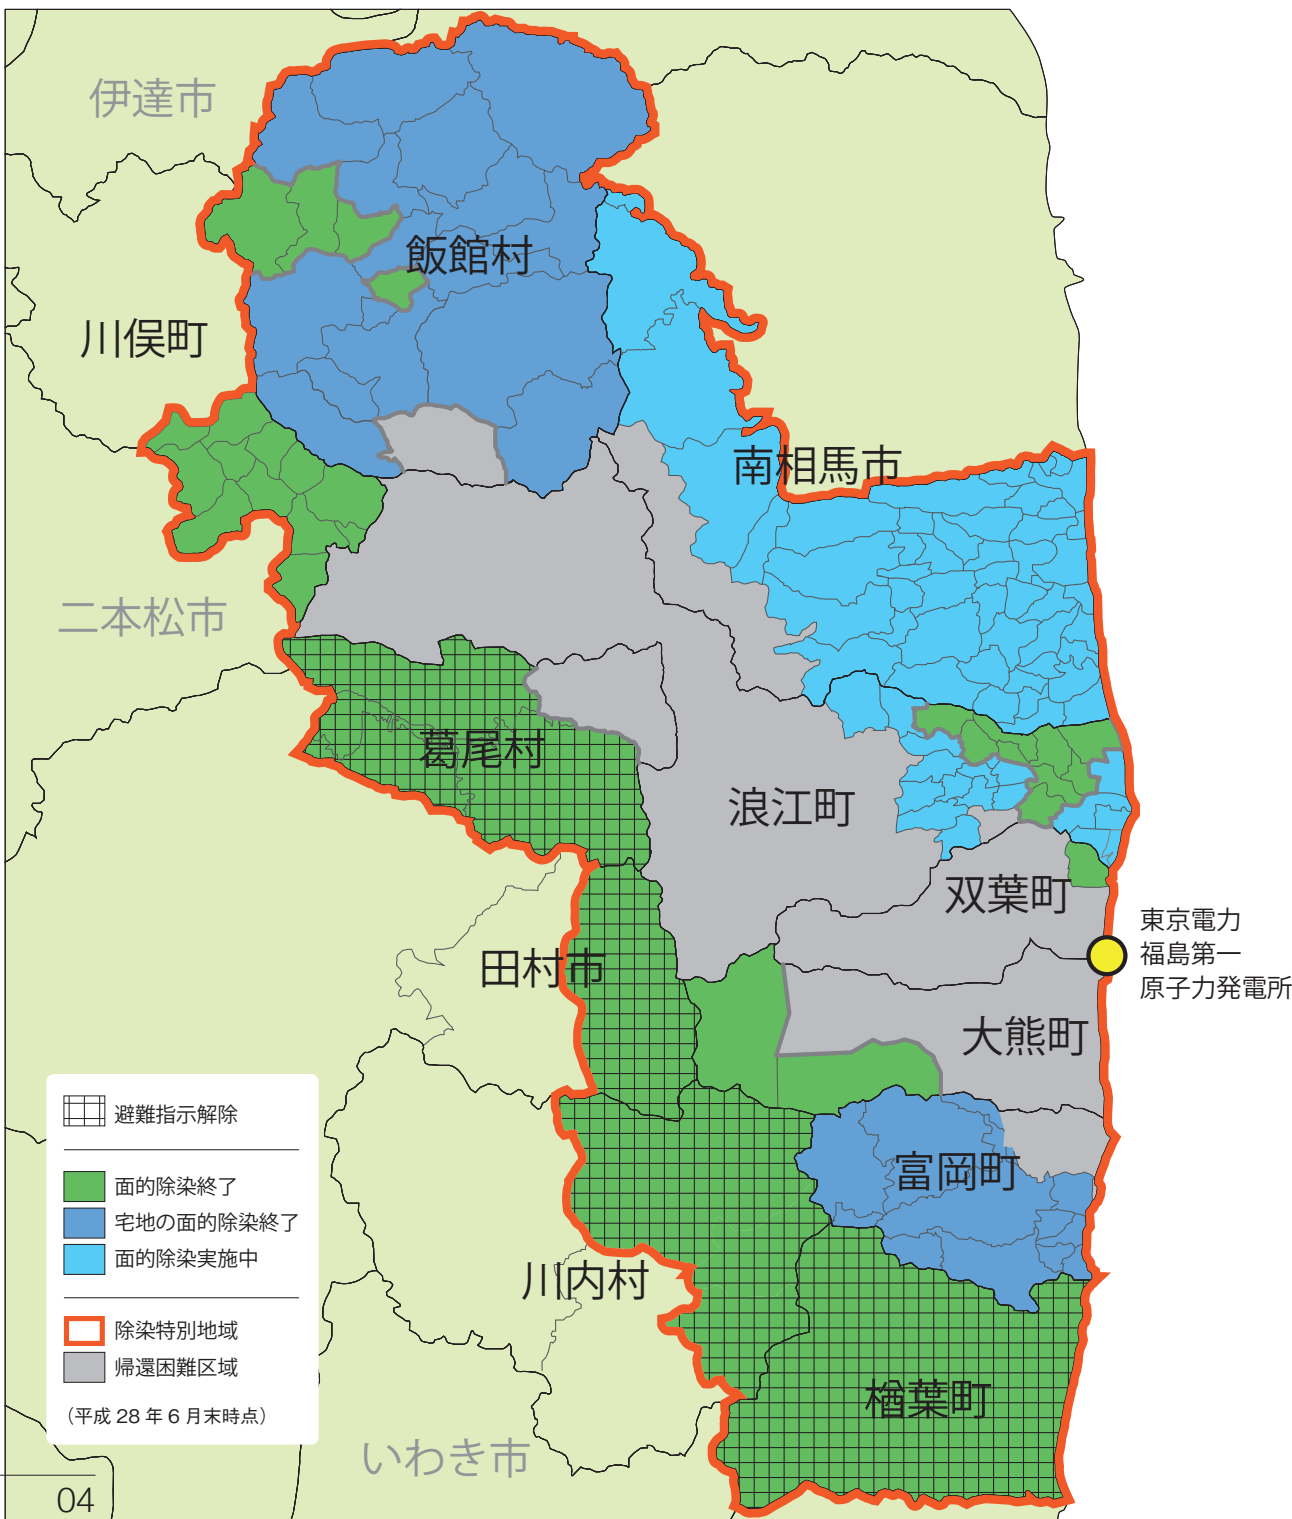 伊達市
飯館村
川俣町
南相馬市
二本松市
葛尾村
浪江町
双葉町
東京電力
福島第一
原子力発電所
田村市
大熊町
富岡町
川内村
楢葉町
いわき市
避難指示解除
面的除染終了
宅地の面的除染終了
面的除染実施中
除染特別地域
帰還困難区域
（平成 28 年 6 月末時点）
04